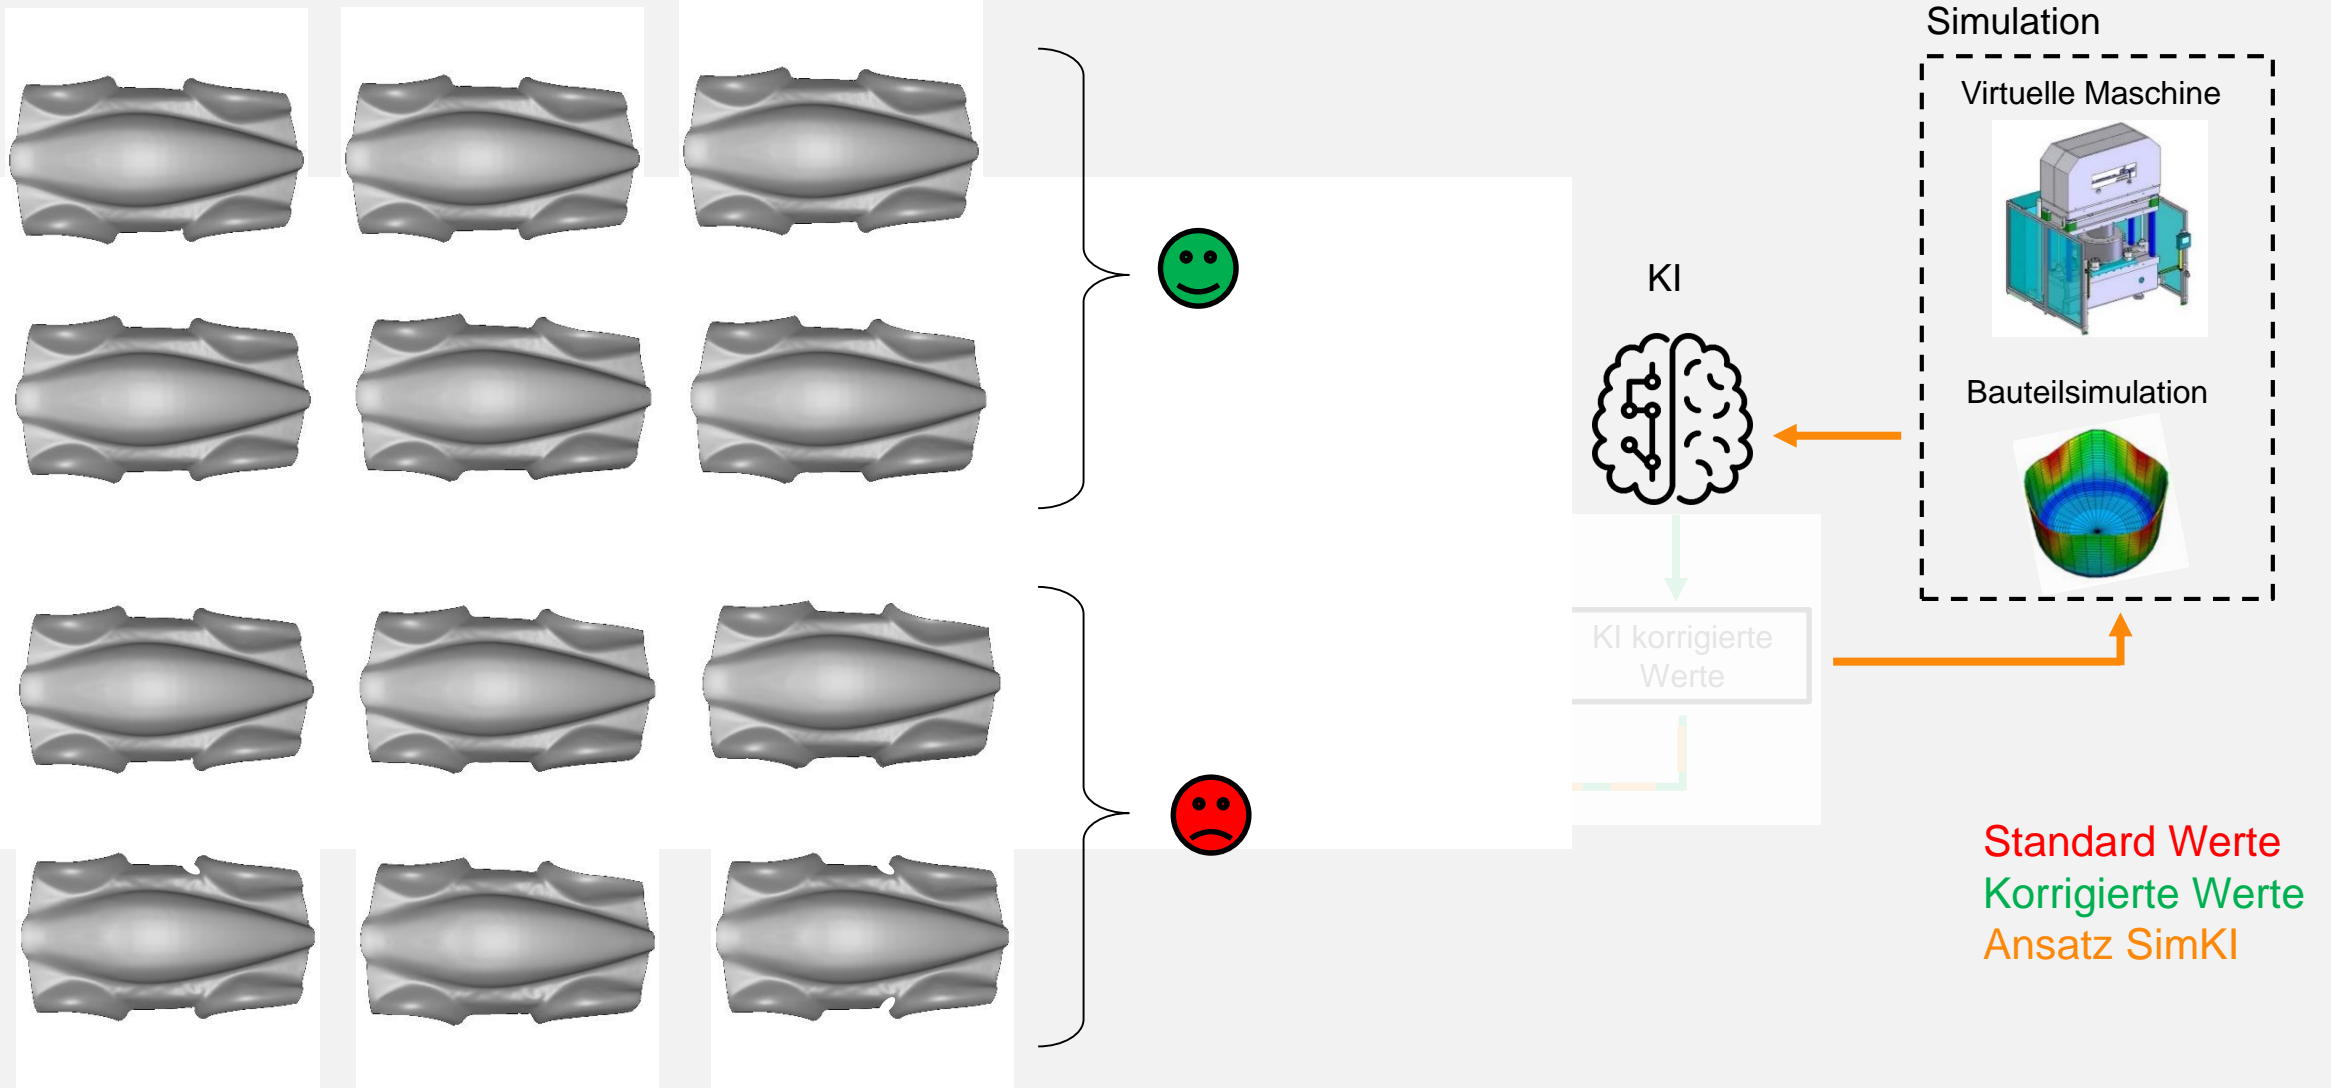 Simulation
Virtuelle Maschine
KI
Bauteilsimulation
KI korrigierte
Werte
Standard Werte
Korrigierte Werte
Ansatz SimKI